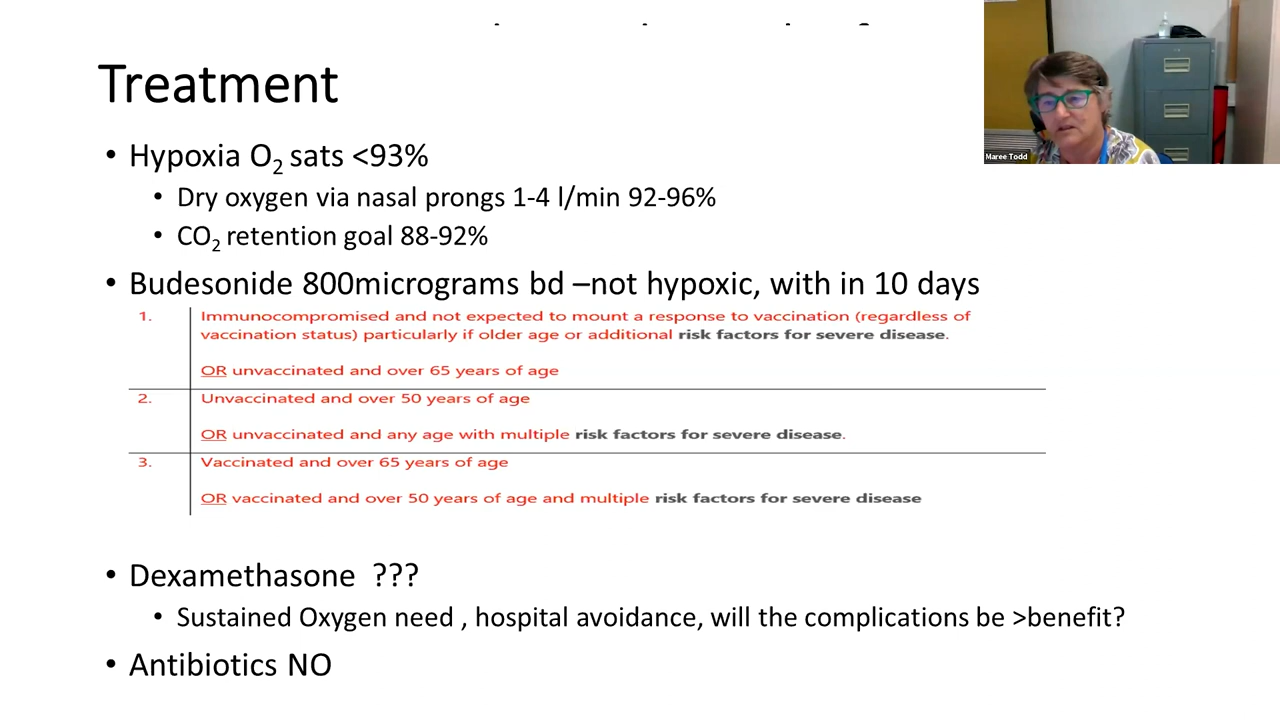 Treatment
Maree Todd
• Hypoxia O2 sats <93%
• Dry oxygen via nasal prongs 1-4 l/min 92-96%
• CO2 retention goal 88-92%
• Budesonide 800micrograms bd –not hypoxic, with in 10 days
1. Immunocompromised and not expected to mount a response to vaccination (regardless of
vaccination status) particularly if older age or additional risk factors for severe disease.
OR unvaccinated and over 65 years of age
2. Unvaccinated and over 50 years of age
OR unvaccinated and any age with multiple risk factors for severe disease.
3. Vaccinated and over 65 years of age
OR vaccinated and over 50 years of age and multiple risk factors for severe disease
• Dexamethasone ???
• Sustained Oxygen need , hospital avoidance, will the complications be >benefit?
• Antibiotics NO